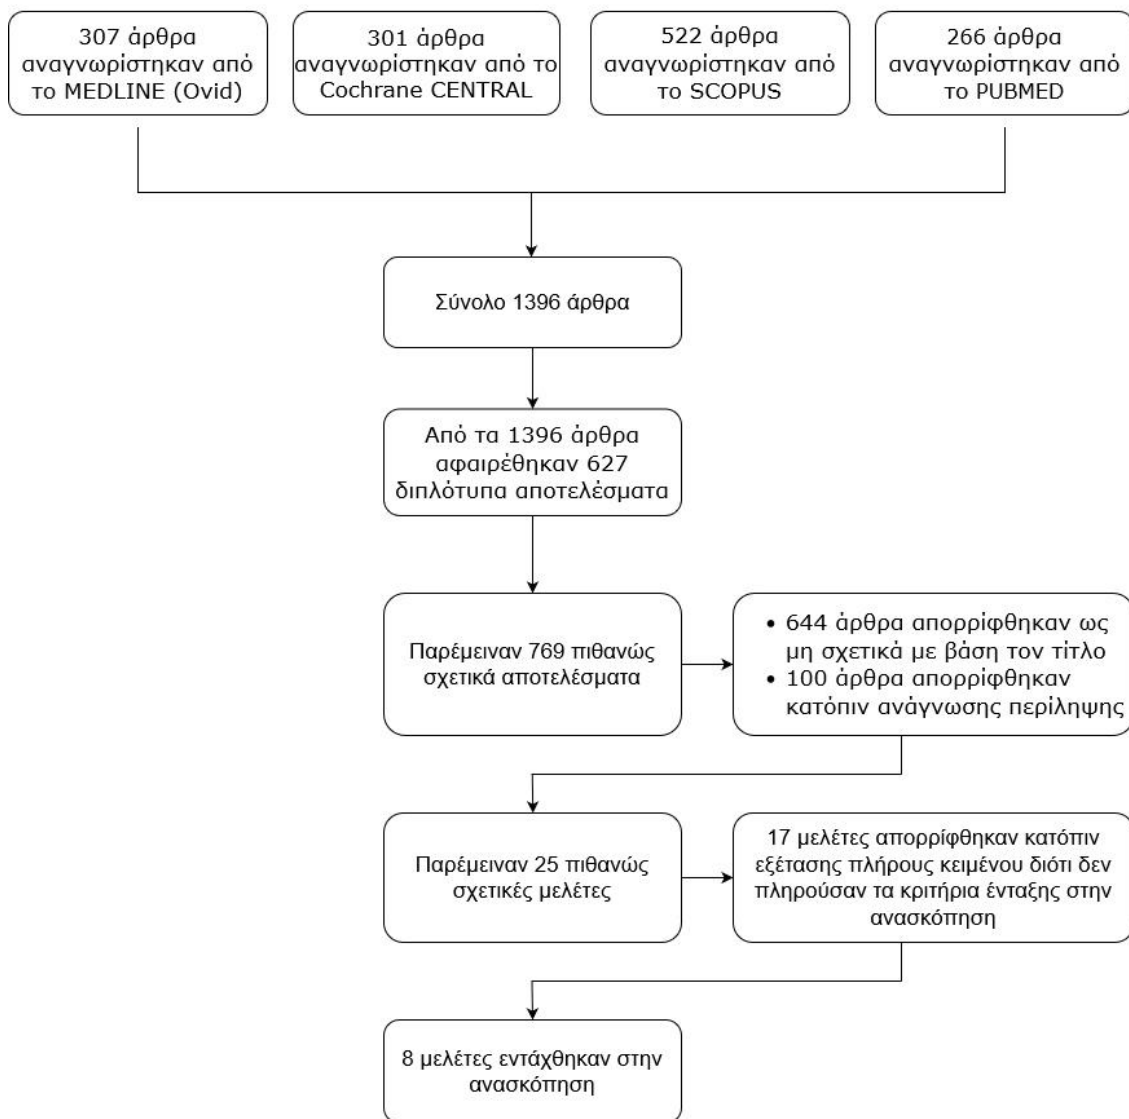 307 άρθρα
αναγνωρίστηκαν από
το MEDLINE (Ovid)
301 άρθρα
αναγνωρίστηκαν από το
Cochrane CENTRAL
522 άρθρα
αναγνωρίστηκαν από
το SCOPUS
266 άρθρα
αναγνωρίστηκαν από
το PUBMED
Σύνολο 1396 άρθρα
Από τα 1396 άρθρα
αφαιρέθηκαν 627
διπλότυπα αποτελέσματα
Παρέμειναν 769 πιθανώς
σχετικά αποτελέσματα
• 644 άρθρα απορρίφθηκαν ως
μη σχετικά με βάση τον τίτλο
• 100 άρθρα απορρίφθηκαν
κατόπιν ανάγνωσης περίληψης
Παρέμειναν 25 πιθανώς
σχετικές μελέτες
17 μελέτες απορρίφθηκαν κατόπιν
εξέτασης πλήρους κειμένου διότι δεν
πληρούσαν τα κριτήρια ένταξης στην
ανασκόπηση
8 μελέτες εντάχθηκαν στην
ανασκόπηση